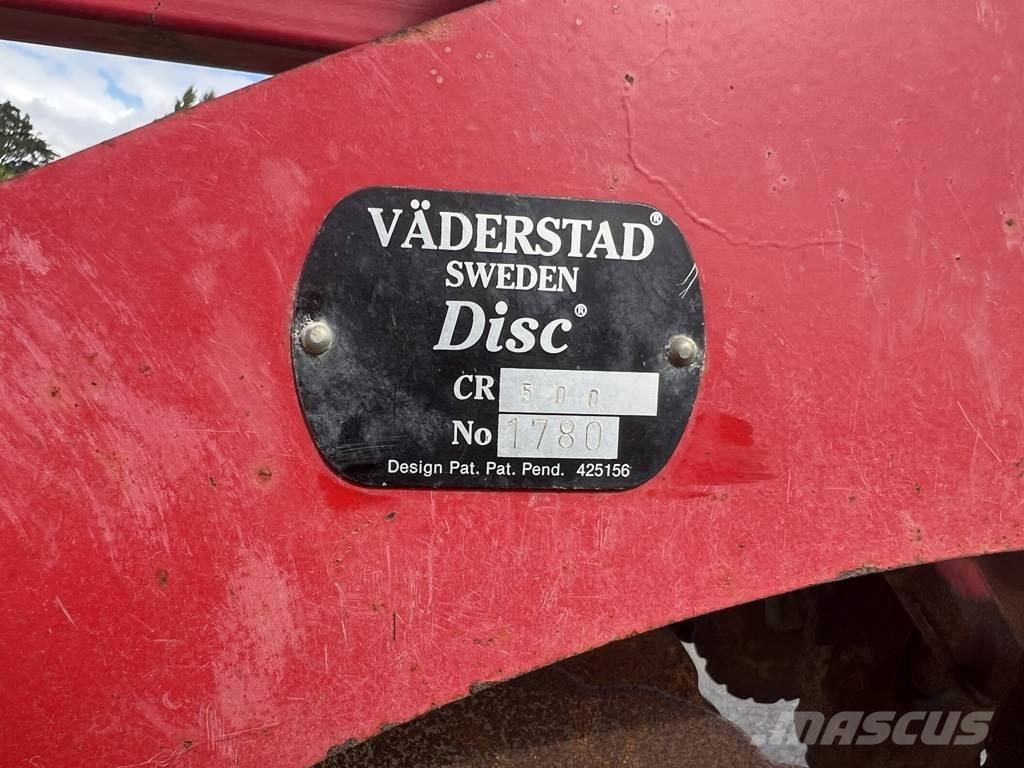 VÄDERSTAD®
SWEDEN
Disc®
CR 500
No 1780
Design Pat. Pat. Pend. 425156
MASCUS